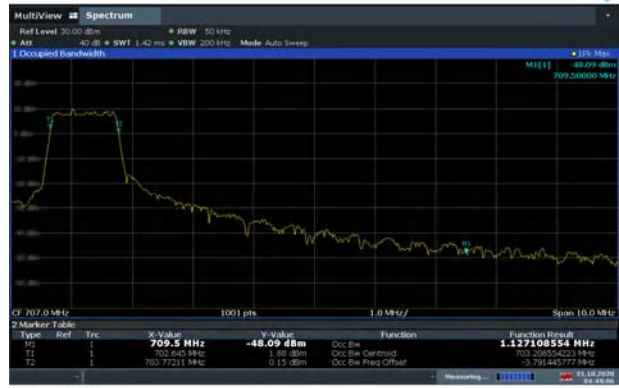 MultiView Spectrum
Ref Level 30.00 dBm RBW 50 kHz
Att 40 dB SWT 1.42 ms VBW 200 kHz Mode Auto Sweep
1 Occupied Bandwidth 1Pk Max
M1[1] -48.09 dBm
709.50000 MHz
CF 707.0 MHz 1001 pts 1.0 MHz/ Span 10.0 MHz
2 Marker Table
Type Ref Trc X-Value Y-Value Function Function Result
M1 1 709.5 MHz -48.09 dBm Occ Bw 1.127108554 MHz
T1 1 702.645 MHz 1.88 dBm Occ Bw Centroid 703.208554223 MHz
T2 1 703.77211 MHz 0.15 dBm Occ Bw Freq Offset -3.791445777 MHz
Measuring... 01.18.2020